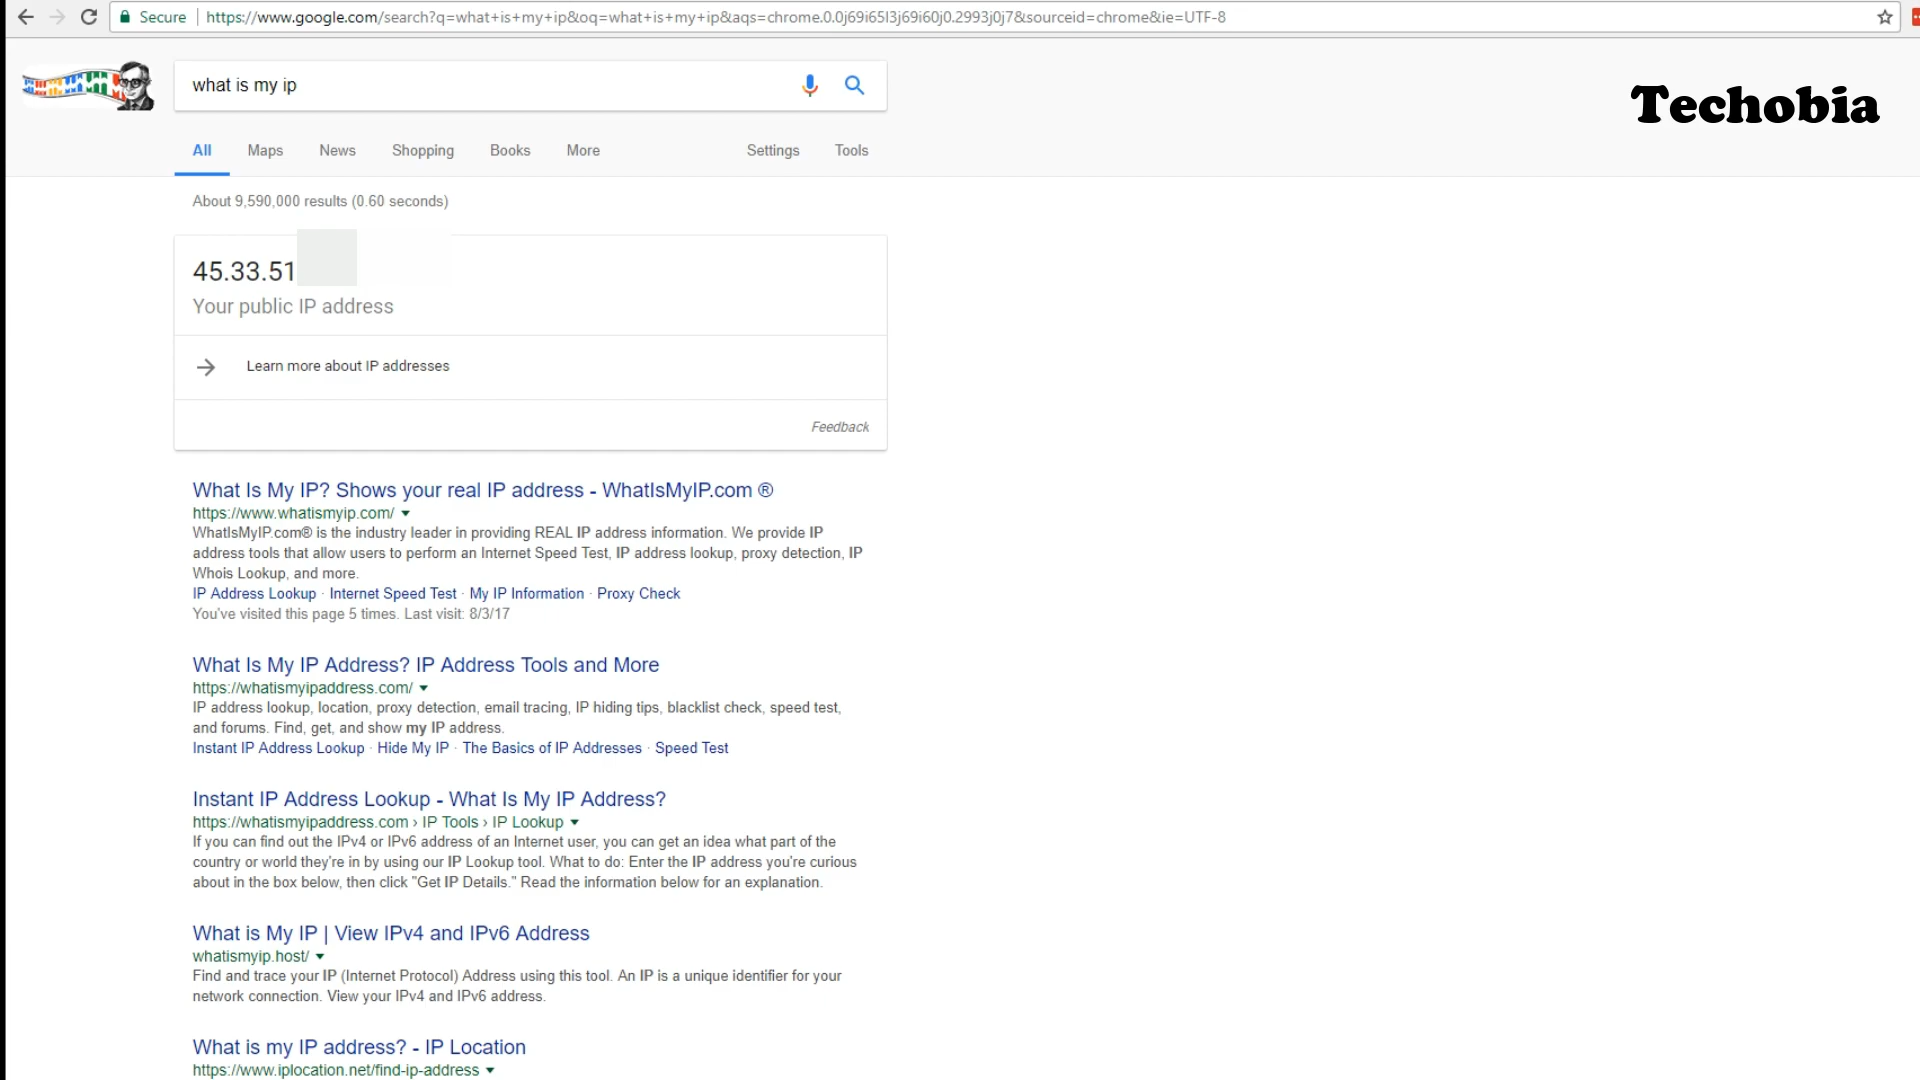 Secure
https://www.google.com/search?q=what+is+my+ip&oq=what+is+my+ip&aqs=chrome.0.0j69i65l3j69i60j0.2993j0j7&sourceid=chrome&ie=UTF-8
what is my ip
Techobia
All Maps News Shopping Books More Settings Tools
About 9,590,000 results (0.60 seconds)
45.33.51
Your public IP address
Learn more about IP addresses
Feedback
What Is My IP? Shows your real IP address - WhatIsMyIP.com ®
https://www.whatismyip.com/
WhatIsMyIP.com® is the industry leader in providing REAL IP address information. We provide IP
address tools that allow users to perform an Internet Speed Test, IP address lookup, proxy detection, IP
Whois Lookup, and more.
IP Address Lookup · Internet Speed Test · My IP Information · Proxy Check
You've visited this page 5 times. Last visit: 8/3/17
What Is My IP Address? IP Address Tools and More
https://whatismyipaddress.com/
IP address lookup, location, proxy detection, email tracing, IP hiding tips, blacklist check, speed test,
and forums. Find, get, and show my IP address.
Instant IP Address Lookup · Hide My IP · The Basics of IP Addresses · Speed Test
Instant IP Address Lookup - What Is My IP Address?
https://whatismyipaddress.com › IP Tools › IP Lookup
If you can find out the IPv4 or IPv6 address of an Internet user, you can get an idea what part of the
country or world they're in by using our IP Lookup tool. What to do: Enter the IP address you're curious
about in the box below, then click "Get IP Details." Read the information below for an explanation.
What is My IP | View IPv4 and IPv6 Address
whatismyip.host/
Find and trace your IP (Internet Protocol) Address using this tool. An IP is a unique identifier for your
network connection. View your IPv4 and IPv6 address.
What is my IP address? - IP Location
https://www.iplocation.net/find-ip-address